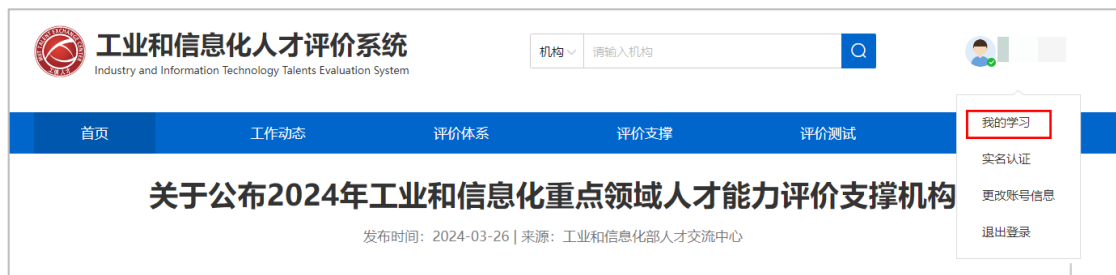 工业和信息化人才评价系统
Industry and Information Technology Talents Evaluation System
机构 请输入机构
首页 工作动态 评价体系 评价支撑 评价测试
我的学习
实名认证
更改账号信息
退出登录
关于公布2024年工业和信息化重点领域人才能力评价支撑机构
发布时间：2024-03-26 | 来源：工业和信息化部人才交流中心